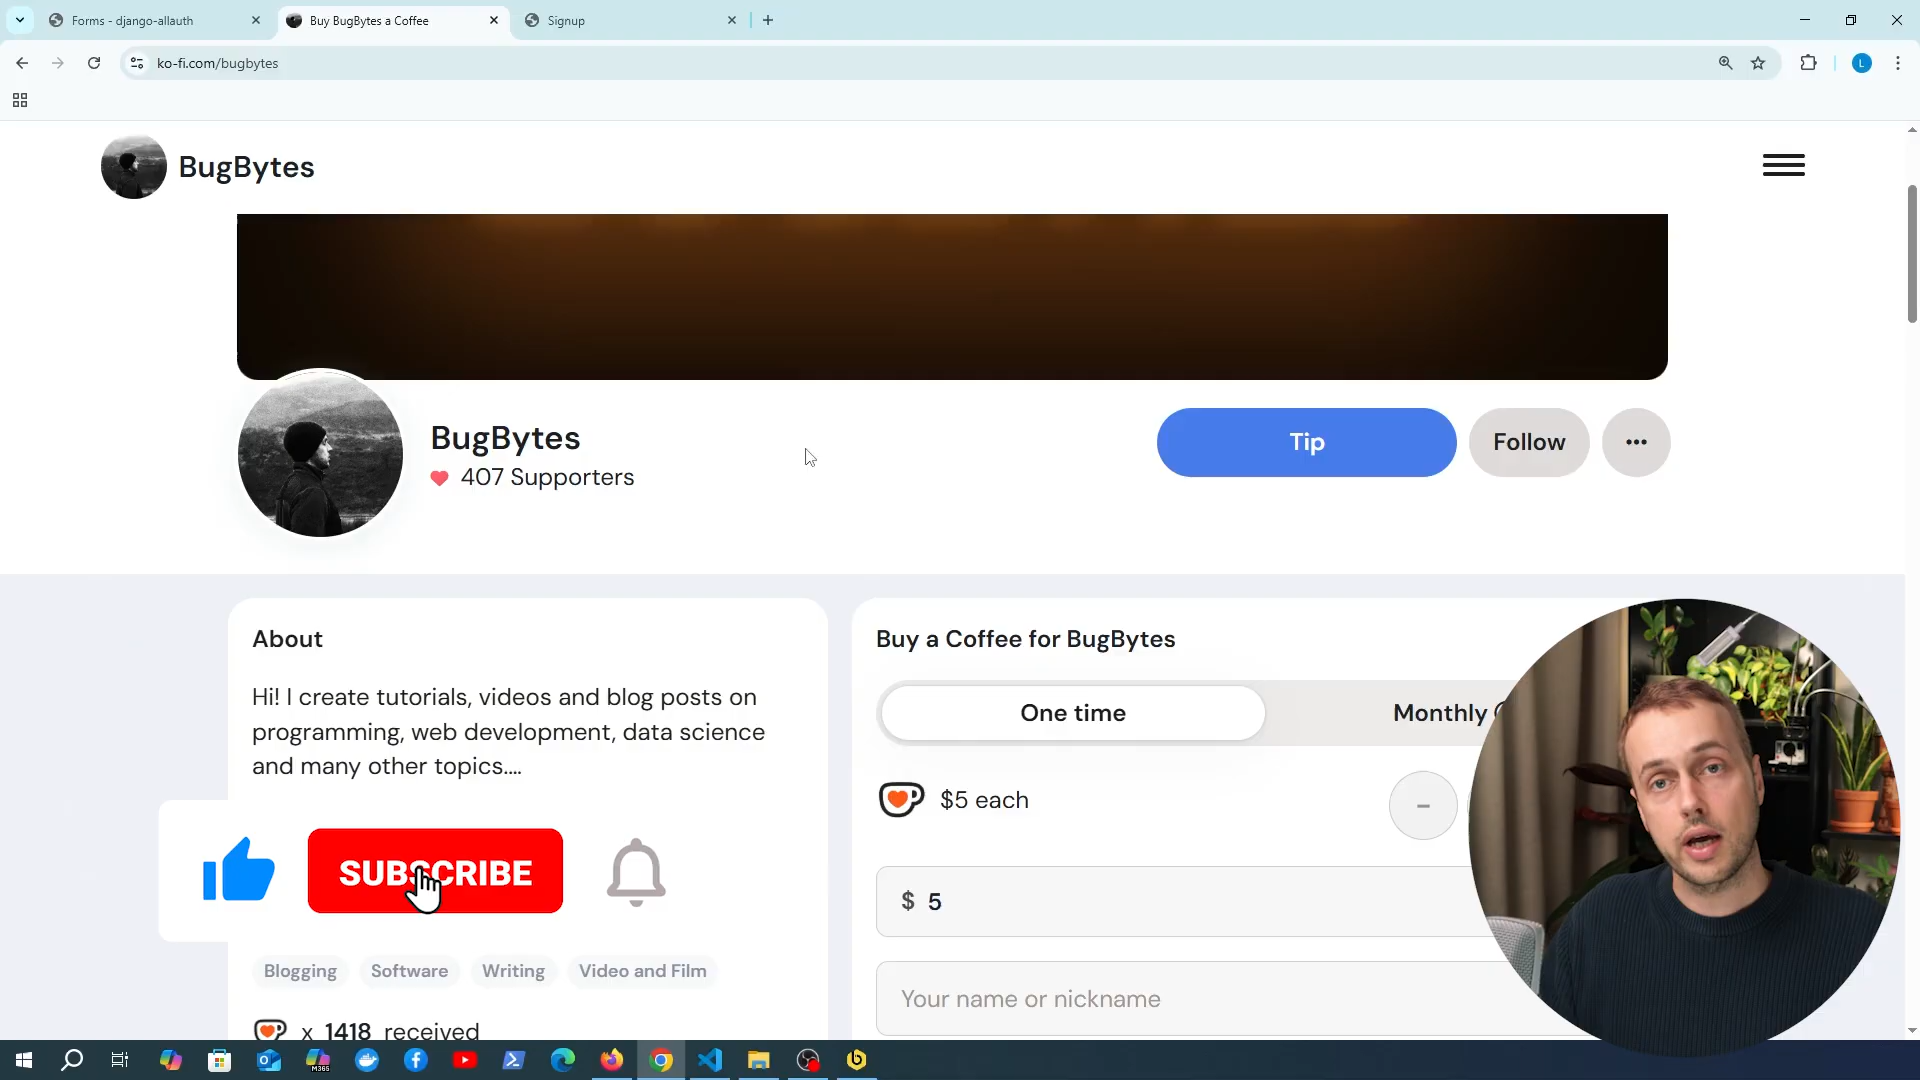 Forms - django-allauth
Buy BugBytes a Coffee
Signup
ko-fi.com/bugbytes
L
BugBytes
BugBytes
407 Supporters
Tip
Follow
About
Hi! I create tutorials, videos and blog posts on
programming, web development, data science
and many other topics....
SUBSCRIBE
Blogging
Software
Writing
Video and Film
x 1418 received
Buy a Coffee for BugBytes
One time
Monthly
$5 each
$ 5
Your name or nickname
M365